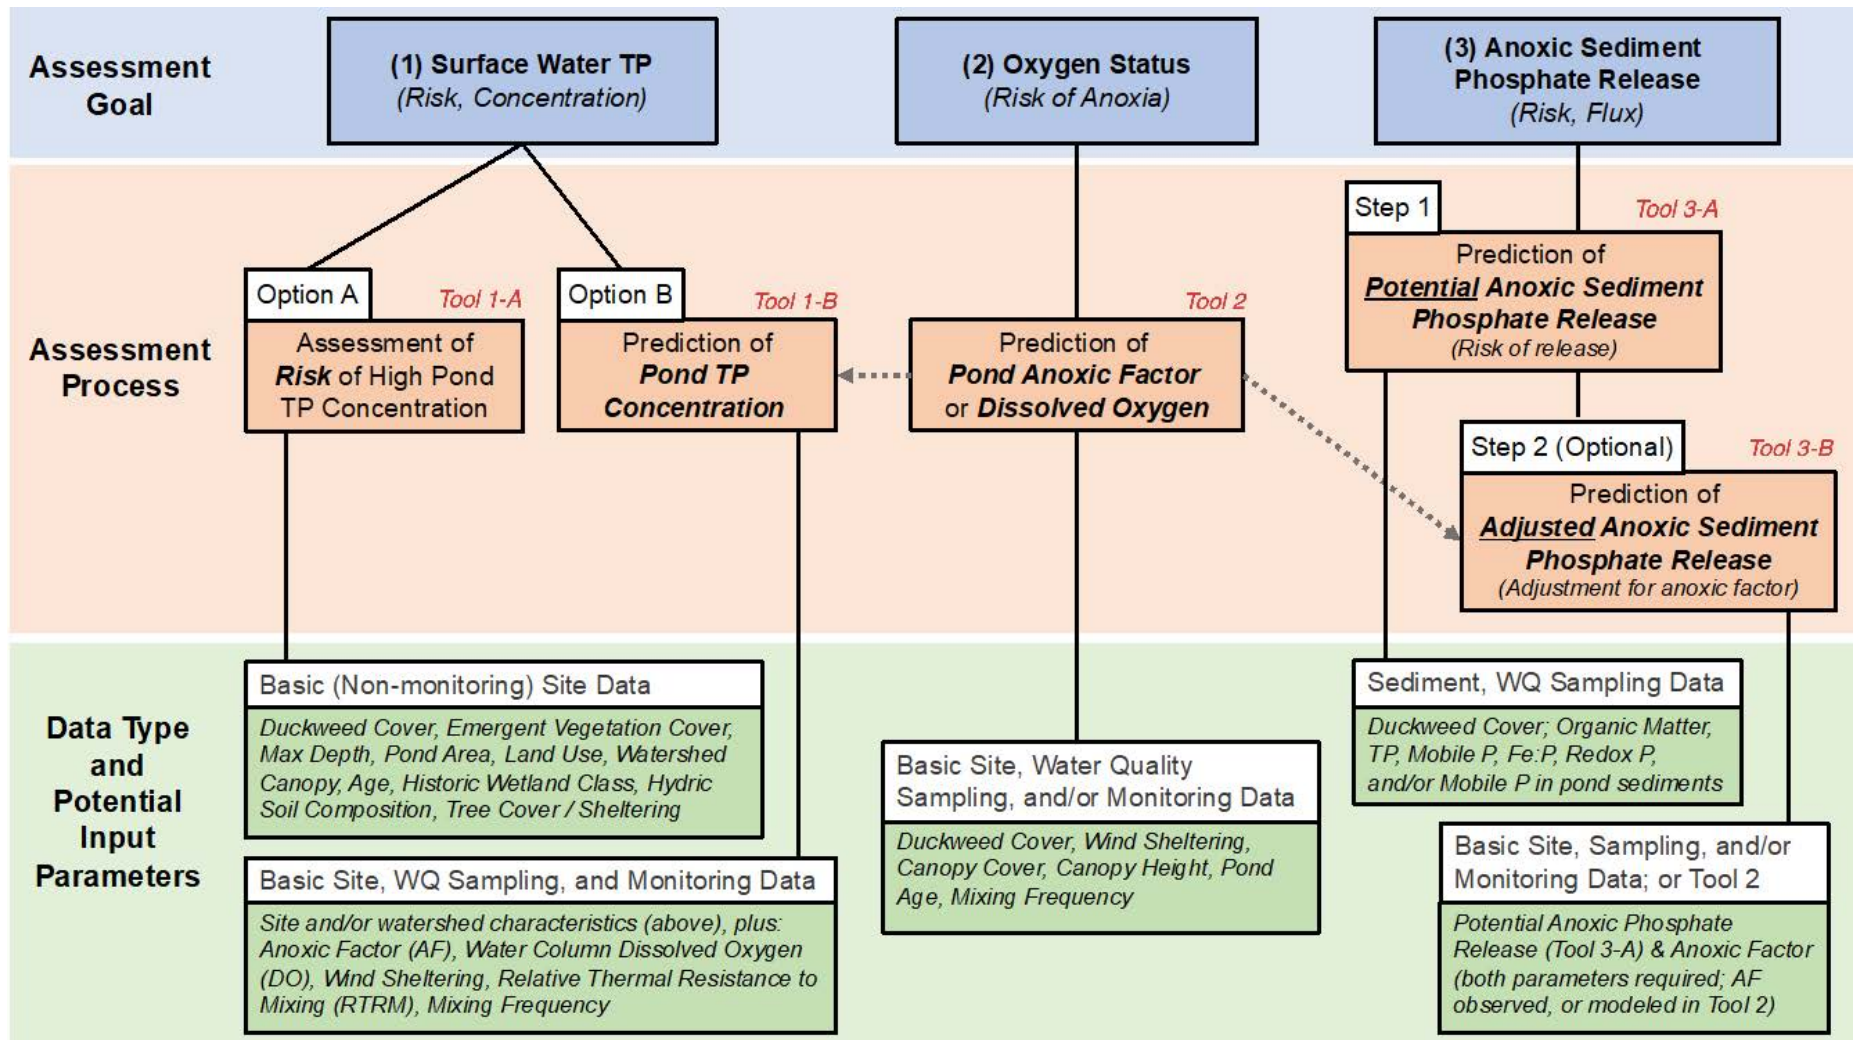 Assessment
Goal
(1) Surface Water TP
(Risk, Concentration)
(2) Oxygen Status
(Risk of Anoxia)
(3) Anoxic Sediment
Phosphate Release
(Risk, Flux)
Assessment
Process
Option A
Tool 1-A
Assessment of
Risk of High Pond
TP Concentration
Option B
Tool 1-B
Prediction of
Pond TP
Concentration
Tool 2
Prediction of
Pond Anoxic Factor
or Dissolved Oxygen
Step 1
Tool 3-A
Prediction of
Potential Anoxic Sediment
Phosphate Release
(Risk of release)
Step 2 (Optional)
Tool 3-B
Prediction of
Adjusted Anoxic Sediment
Phosphate Release
(Adjustment for anoxic factor)
Data Type
and
Potential
Input
Parameters
Basic (Non-monitoring) Site Data
Duckweed Cover, Emergent Vegetation Cover,
Max Depth, Pond Area, Land Use, Watershed
Canopy, Age, Historic Wetland Class, Hydric
Soil Composition, Tree Cover / Sheltering
Basic Site, WQ Sampling, and Monitoring Data
Site and/or watershed characteristics (above), plus:
Anoxic Factor (AF), Water Column Dissolved Oxygen
(DO), Wind Sheltering, Relative Thermal Resistance to
Mixing (RTRM), Mixing Frequency
Basic Site, Water Quality
Sampling, and/or Monitoring Data
Duckweed Cover, Wind Sheltering,
Canopy Cover, Canopy Height, Pond
Age, Mixing Frequency
Sediment, WQ Sampling Data
Duckweed Cover; Organic Matter,
TP, Mobile P, Fe:P, Redox P,
and/or Mobile P in pond sediments
Basic Site, Sampling, and/or
Monitoring Data; or Tool 2
Potential Anoxic Phosphate
Release (Tool 3-A) & Anoxic Factor
(both parameters required; AF
observed, or modeled in Tool 2)